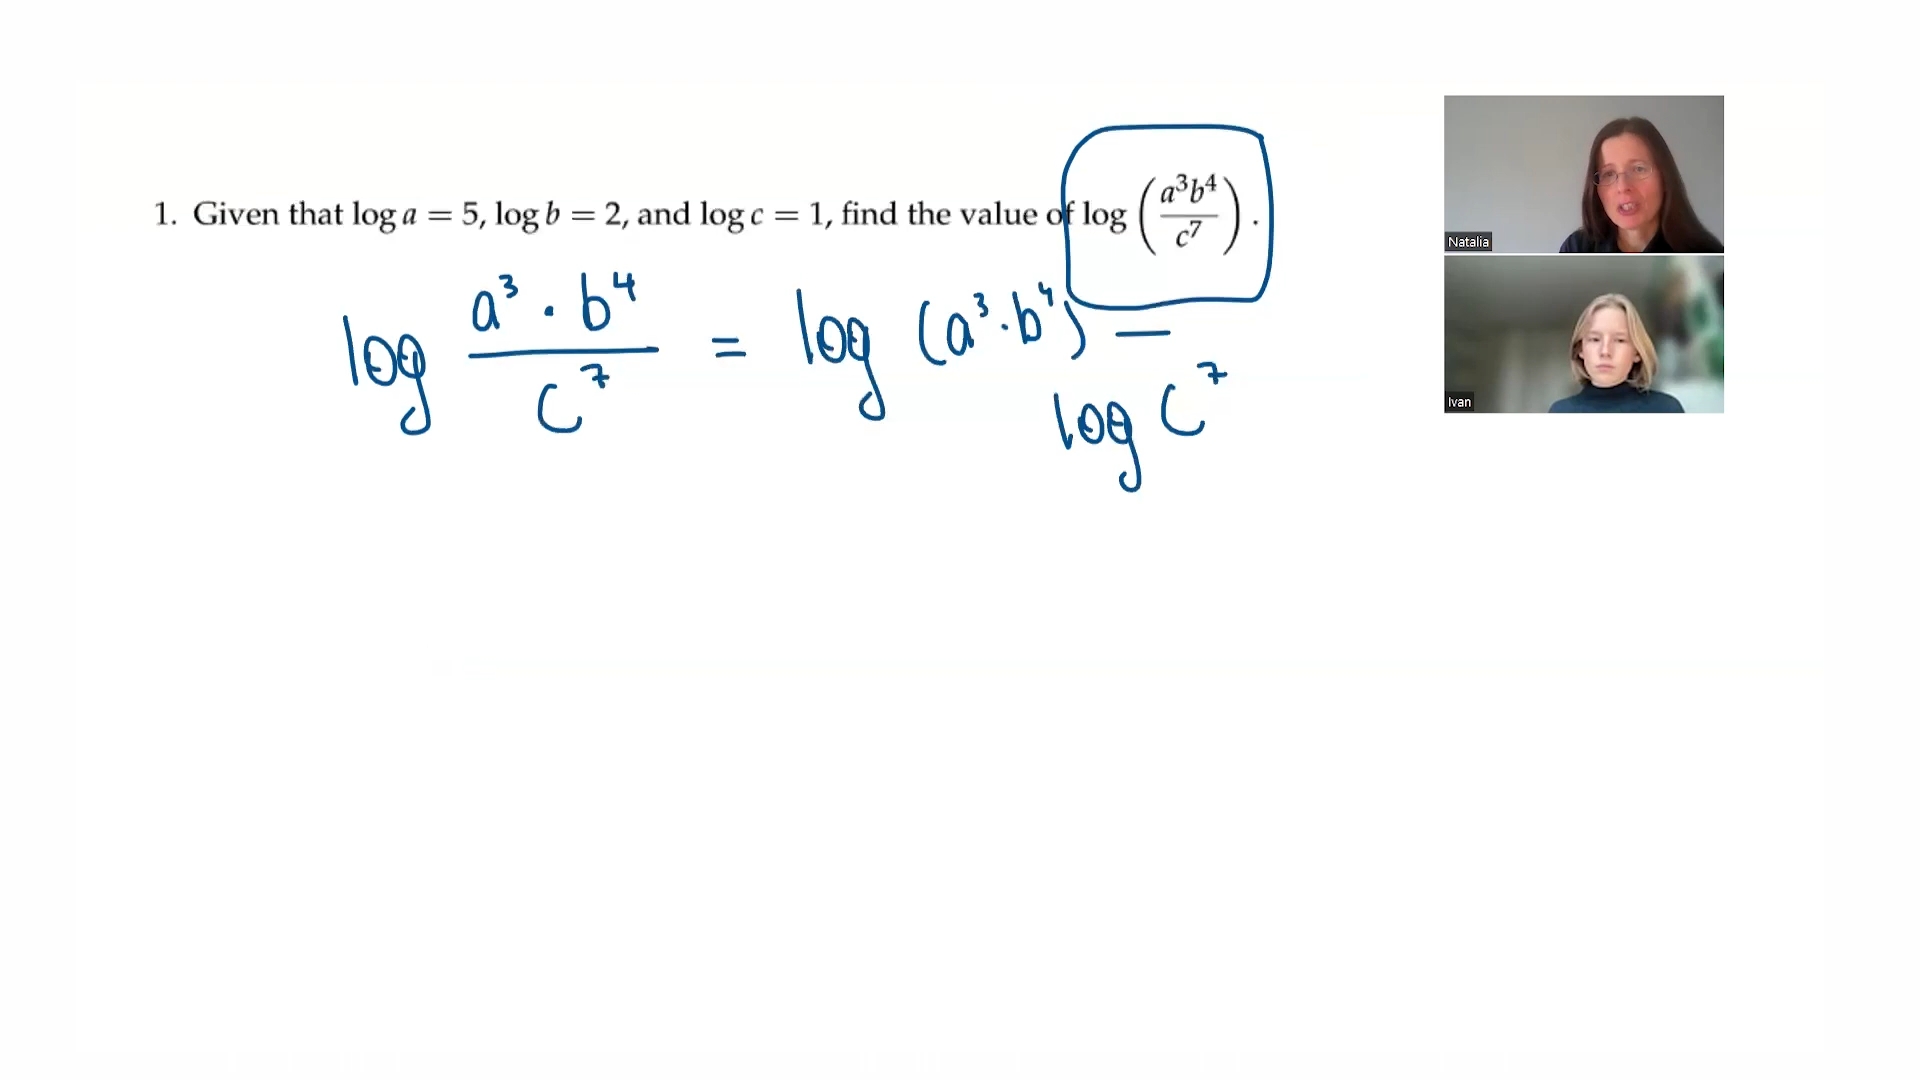 1. Given that log a = 5, log b = 2, and log c = 1, find the value of log (a³b⁴/c⁷).
log a³ · b⁴ / c⁷ = log (a³ · b⁴) −
log c⁷
Natalia
Ivan